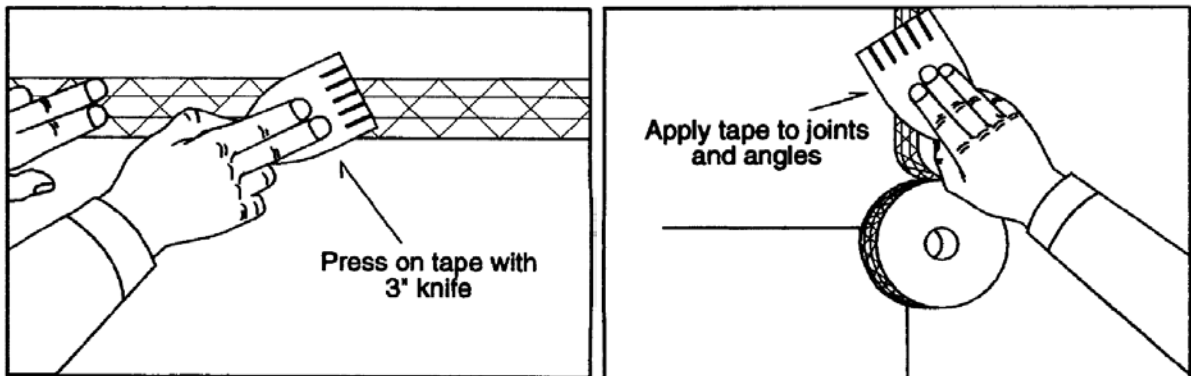 Press on tape with
3" knife
Apply tape to joints
and angles